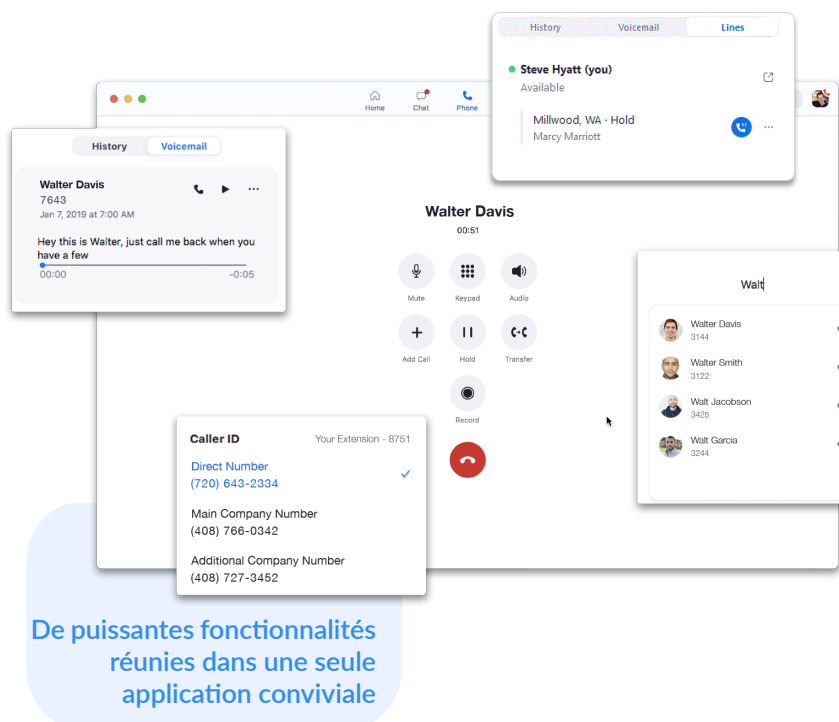 History Voicemail Lines
Steve Hyatt (you)
Available
Millwood, WA · Hold
Marcy Marriott
Home Chat Phone
History Voicemail
Walter Davis
7643
Jan 7, 2019 at 7:00 AM
Hey this is Walter, just call me back when you
have a few
00:00 -0:05
Walter Davis
00:51
Mute Keypad Audio
Add Call Hold Transfer
Record
Walt
Walter Davis
3144
Walter Smith
3122
Walt Jacobson
3425
Walt Garcia
3244
Caller ID Your Extension - 8751
Direct Number
(720) 643-2334
Main Company Number
(408) 766-0342
Additional Company Number
(408) 727-3452
De puissantes fonctionnalités
réunies dans une seule
application conviviale